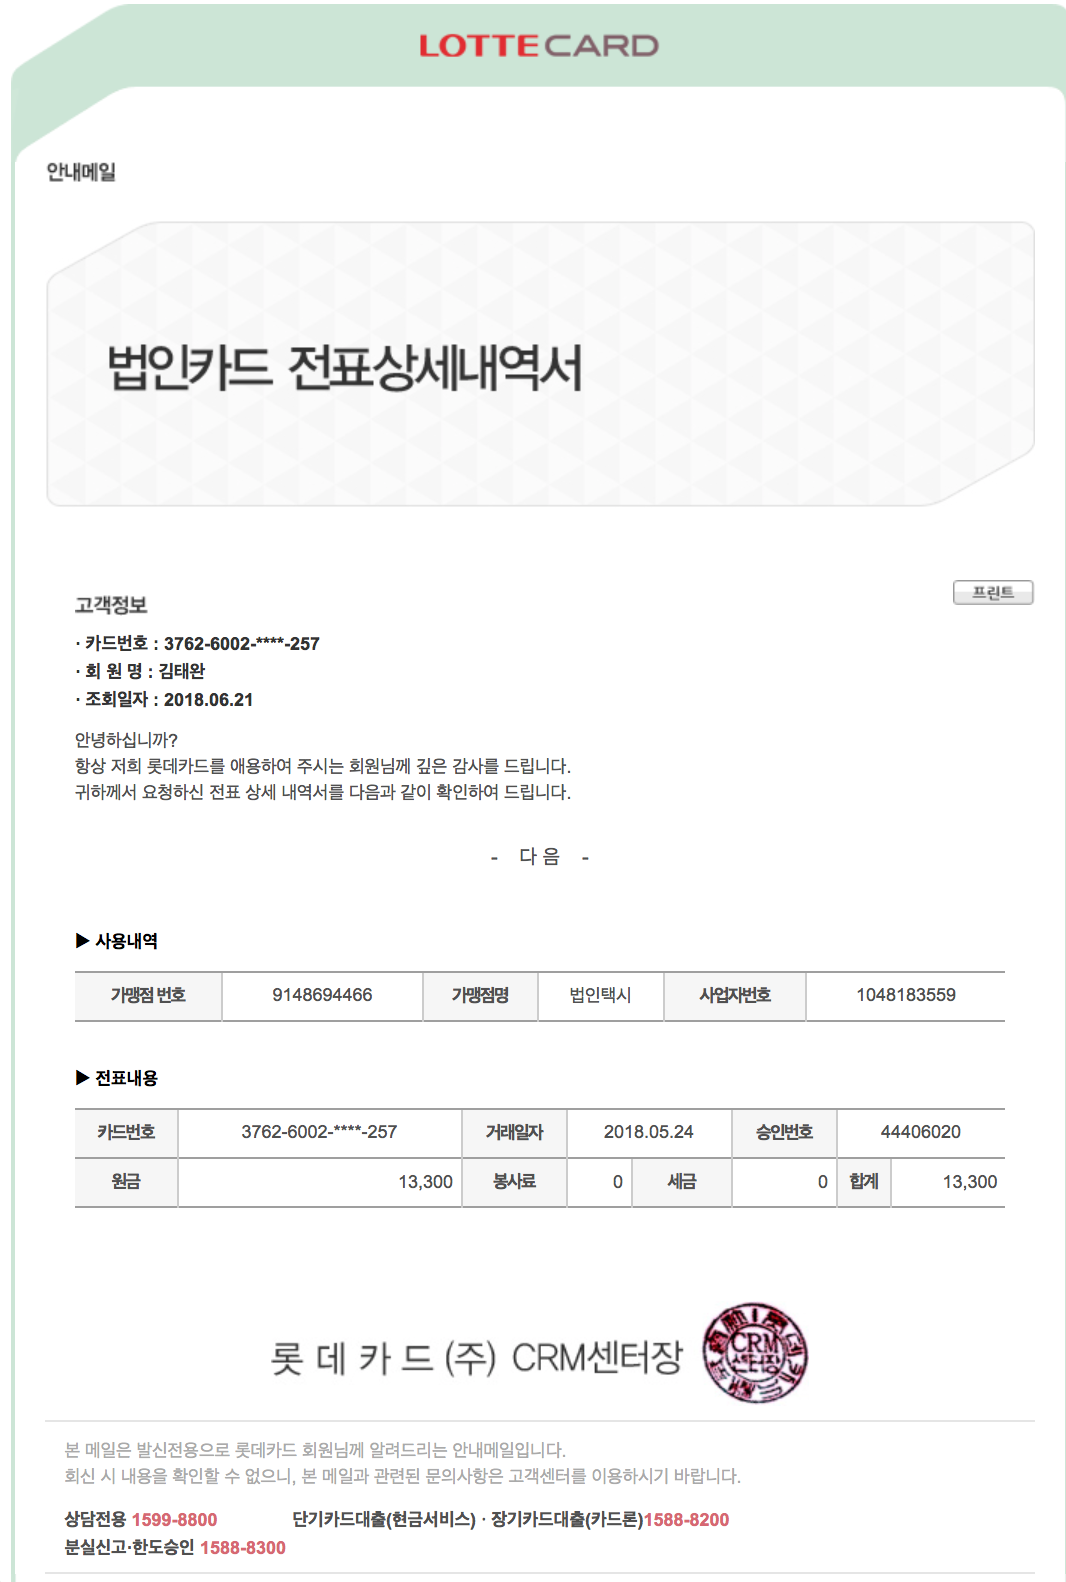 LOTTE CARD
안내메일
법인카드 전표상세내역서
프린트
고객정보
· 카드번호 : 3762-6002-****-257
· 회 원 명 : 김태완
· 조회일자 : 2018.06.21
안녕하십니까?
항상 저희 롯데카드를 애용하여 주시는 회원님께 깊은 감사를 드립니다.
귀하께서 요청하신 전표 상세 내역서를 다음과 같이 확인하여 드립니다.
- 다 음 -
▶ 사용내역
가맹점 번호 9148694466 가맹점명 법인택시 사업자번호 1048183559
▶ 전표내용
카드번호 3762-6002-****-257 거래일자 2018.05.24 승인번호 44406020
원금 13,300 봉사료 0 세금 0 합계 13,300
롯 데 카 드 (주) CRM센터장
CRM
센터장
본 메일은 발신전용으로 롯데카드 회원님께 알려드리는 안내메일입니다.
회신 시 내용을 확인할 수 없으니, 본 메일과 관련된 문의사항은 고객센터를 이용하시기 바랍니다.
상담전용 1599-8800 단기카드대출(현금서비스) · 장기카드대출(카드론)1588-8200
분실신고·한도승인 1588-8300